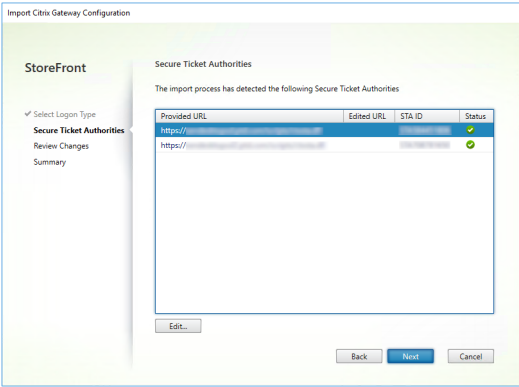 Import Citrix Gateway Configuration
StoreFront
Select Logon Type
Secure Ticket Authorities
Review Changes
Summary
Secure Ticket Authorities
The import process has detected the following Secure Ticket Authorities
Provided URL Edited URL STA ID Status
https://
https://
Edit...
Back Next Cancel